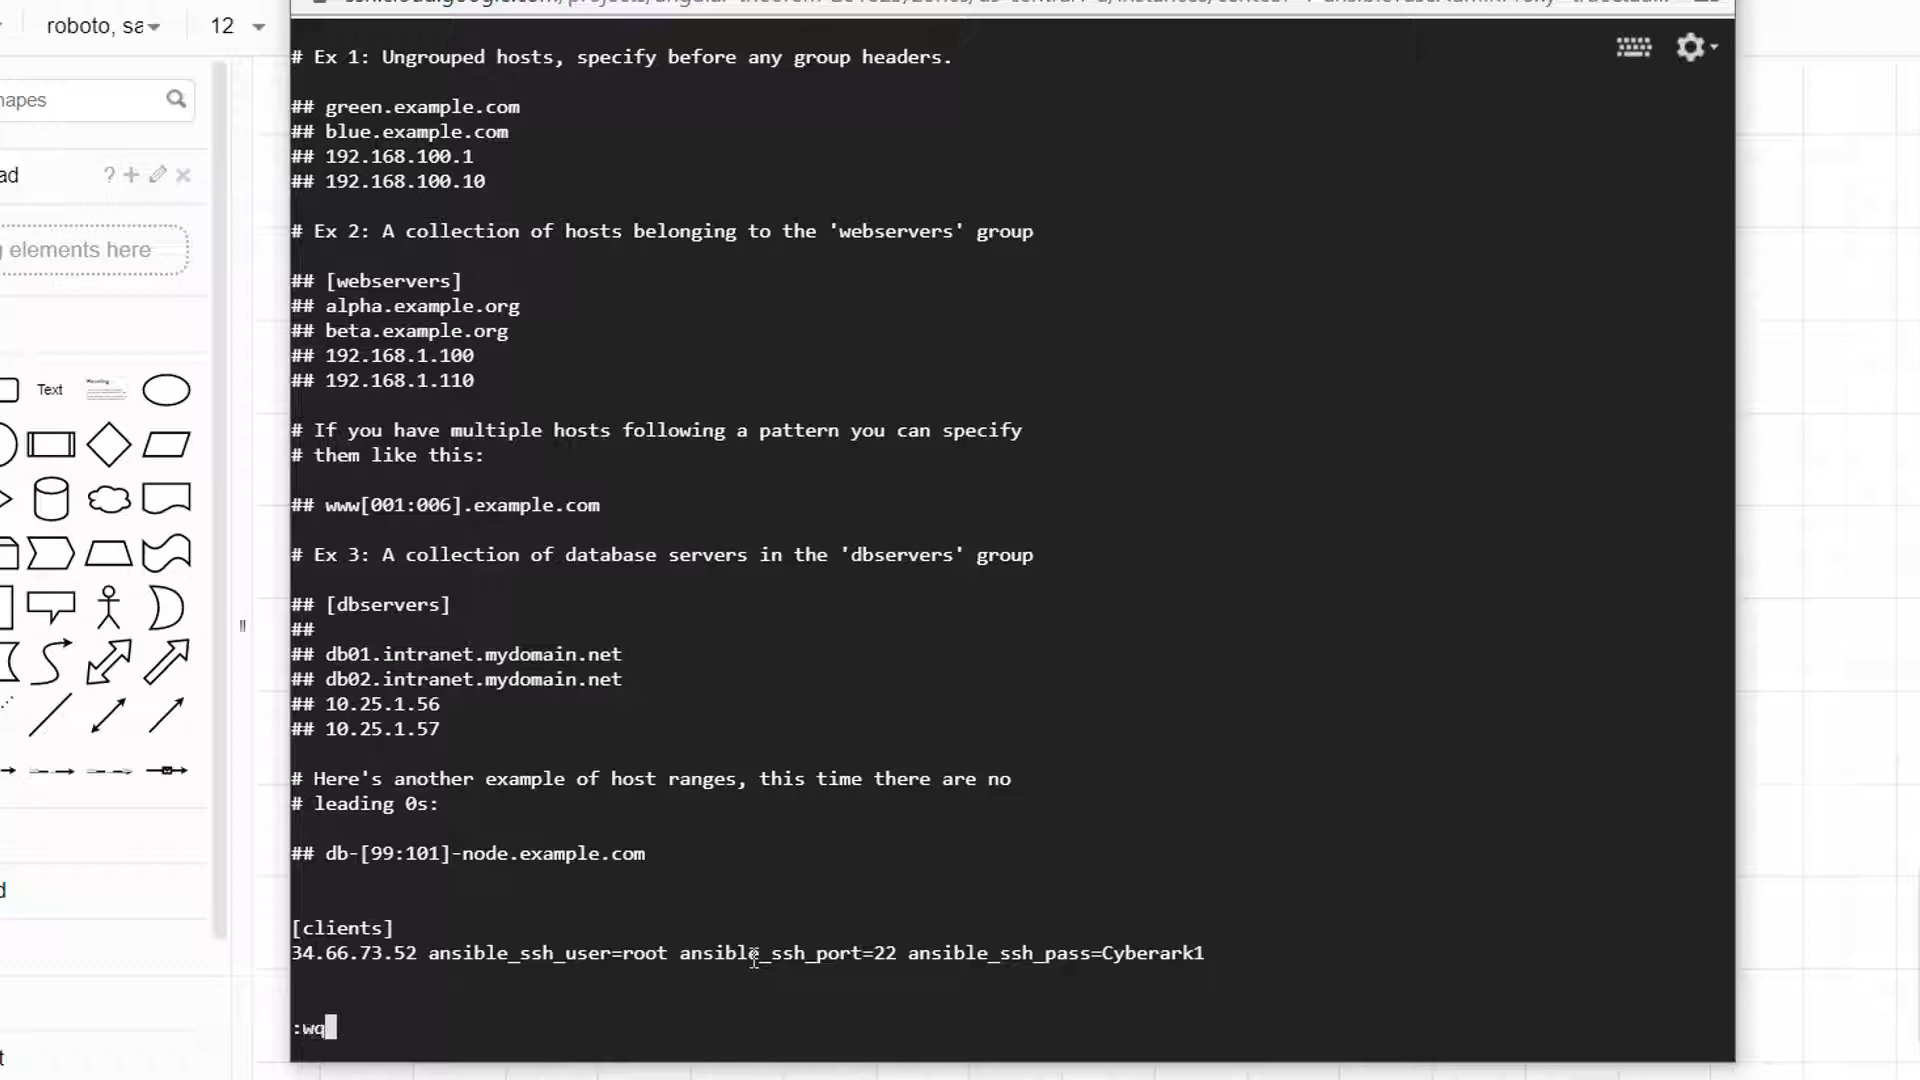 roboto, sa
12
# Ex 1: Ungrouped hosts, specify before any group headers.
hapes
## green.example.com
## blue.example.com
## 192.168.100.1
## 192.168.100.10
ad
?
# Ex 2: A collection of hosts belonging to the 'webservers' group
g elements here
## [webservers]
## alpha.example.org
## beta.example.org
## 192.168.1.100
## 192.168.1.110
Text
# If you have multiple hosts following a pattern you can specify
# them like this:
## www[001:006].example.com
# Ex 3: A collection of database servers in the 'dbservers' group
## [dbservers]
##
## db01.intranet.mydomain.net
## db02.intranet.mydomain.net
## 10.25.1.56
## 10.25.1.57
# Here's another example of host ranges, this time there are no
# leading 0s:
## db-[99:101]-node.example.com
d
[clients]
34.66.73.52 ansible_ssh_user=root ansible_ssh_port=22 ansible_ssh_pass=Cyberark1
:wq
t